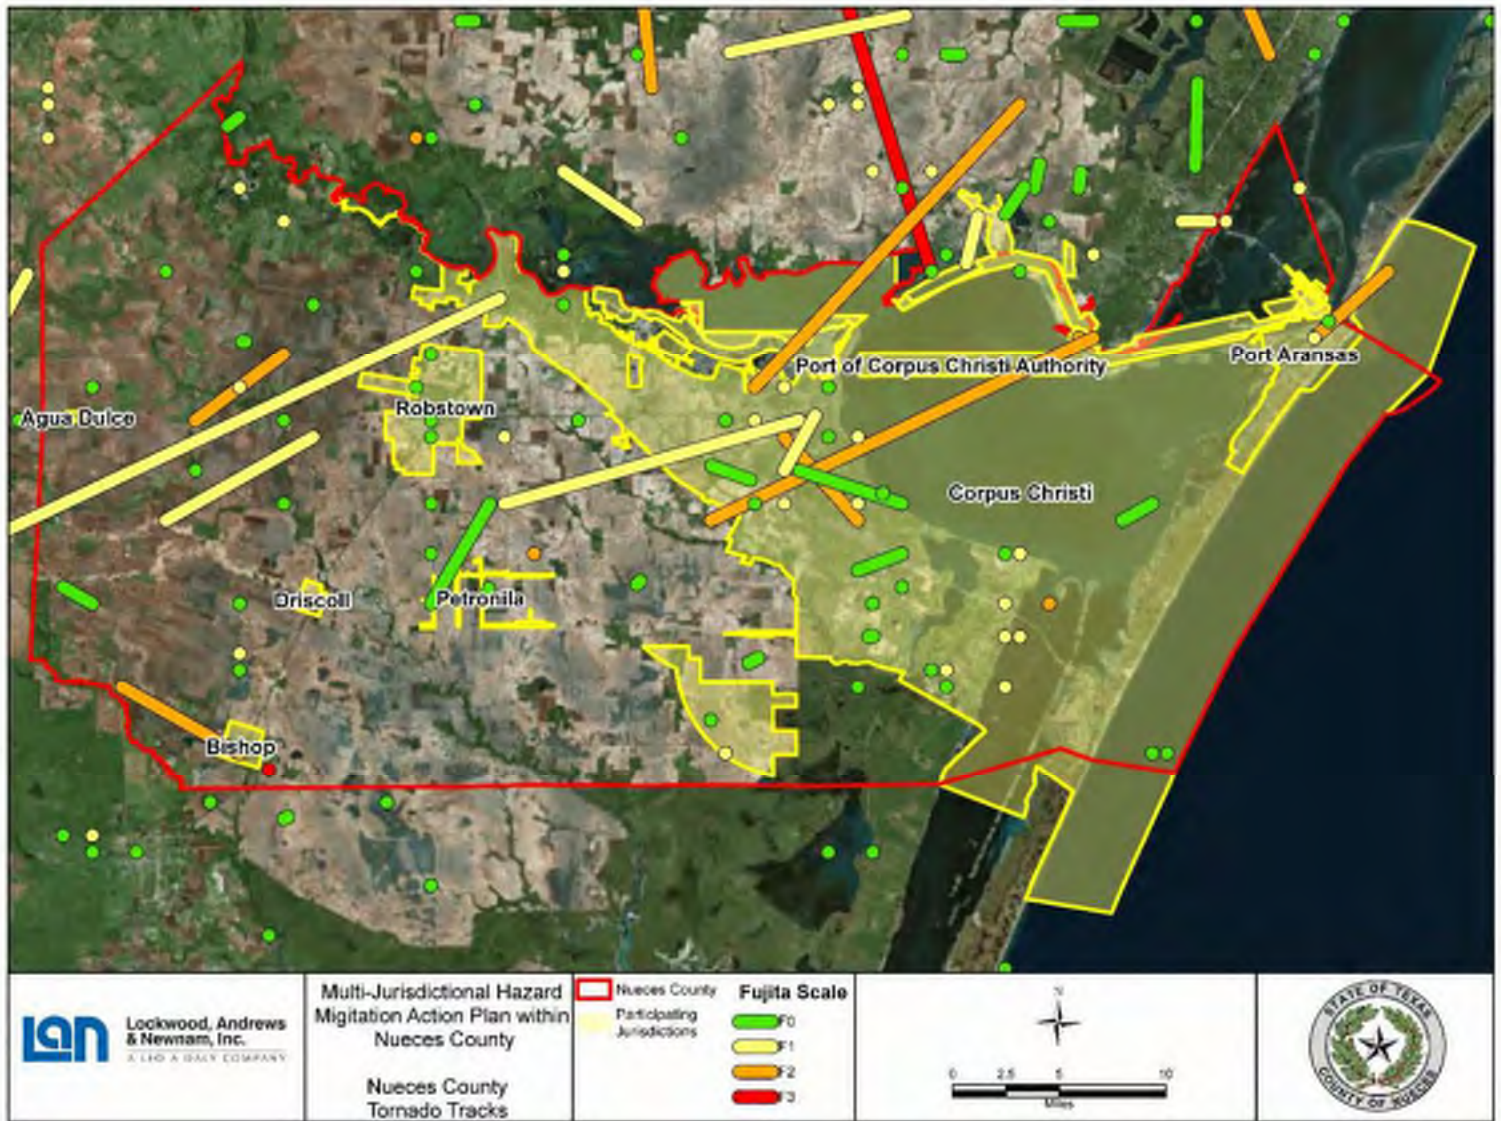 Port of Corpus Christi Authority
Port Aransas
Agua Dulce
Robstown
Corpus Christi
Driscoll
Petronila
Bishop
LAN
Lockwood, Andrews
& Newnam, Inc.
A LEO A DALY COMPANY
Multi-Jurisdictional Hazard
Migitation Action Plan within
Nueces County
Nueces County
Tornado Tracks
Nueces County
Participating
Jurisdictions
Fujita Scale
F0
F1
F2
F3
N
0 2.5 5 10
Miles
STATE OF TEXAS
COUNTY OF NUECES